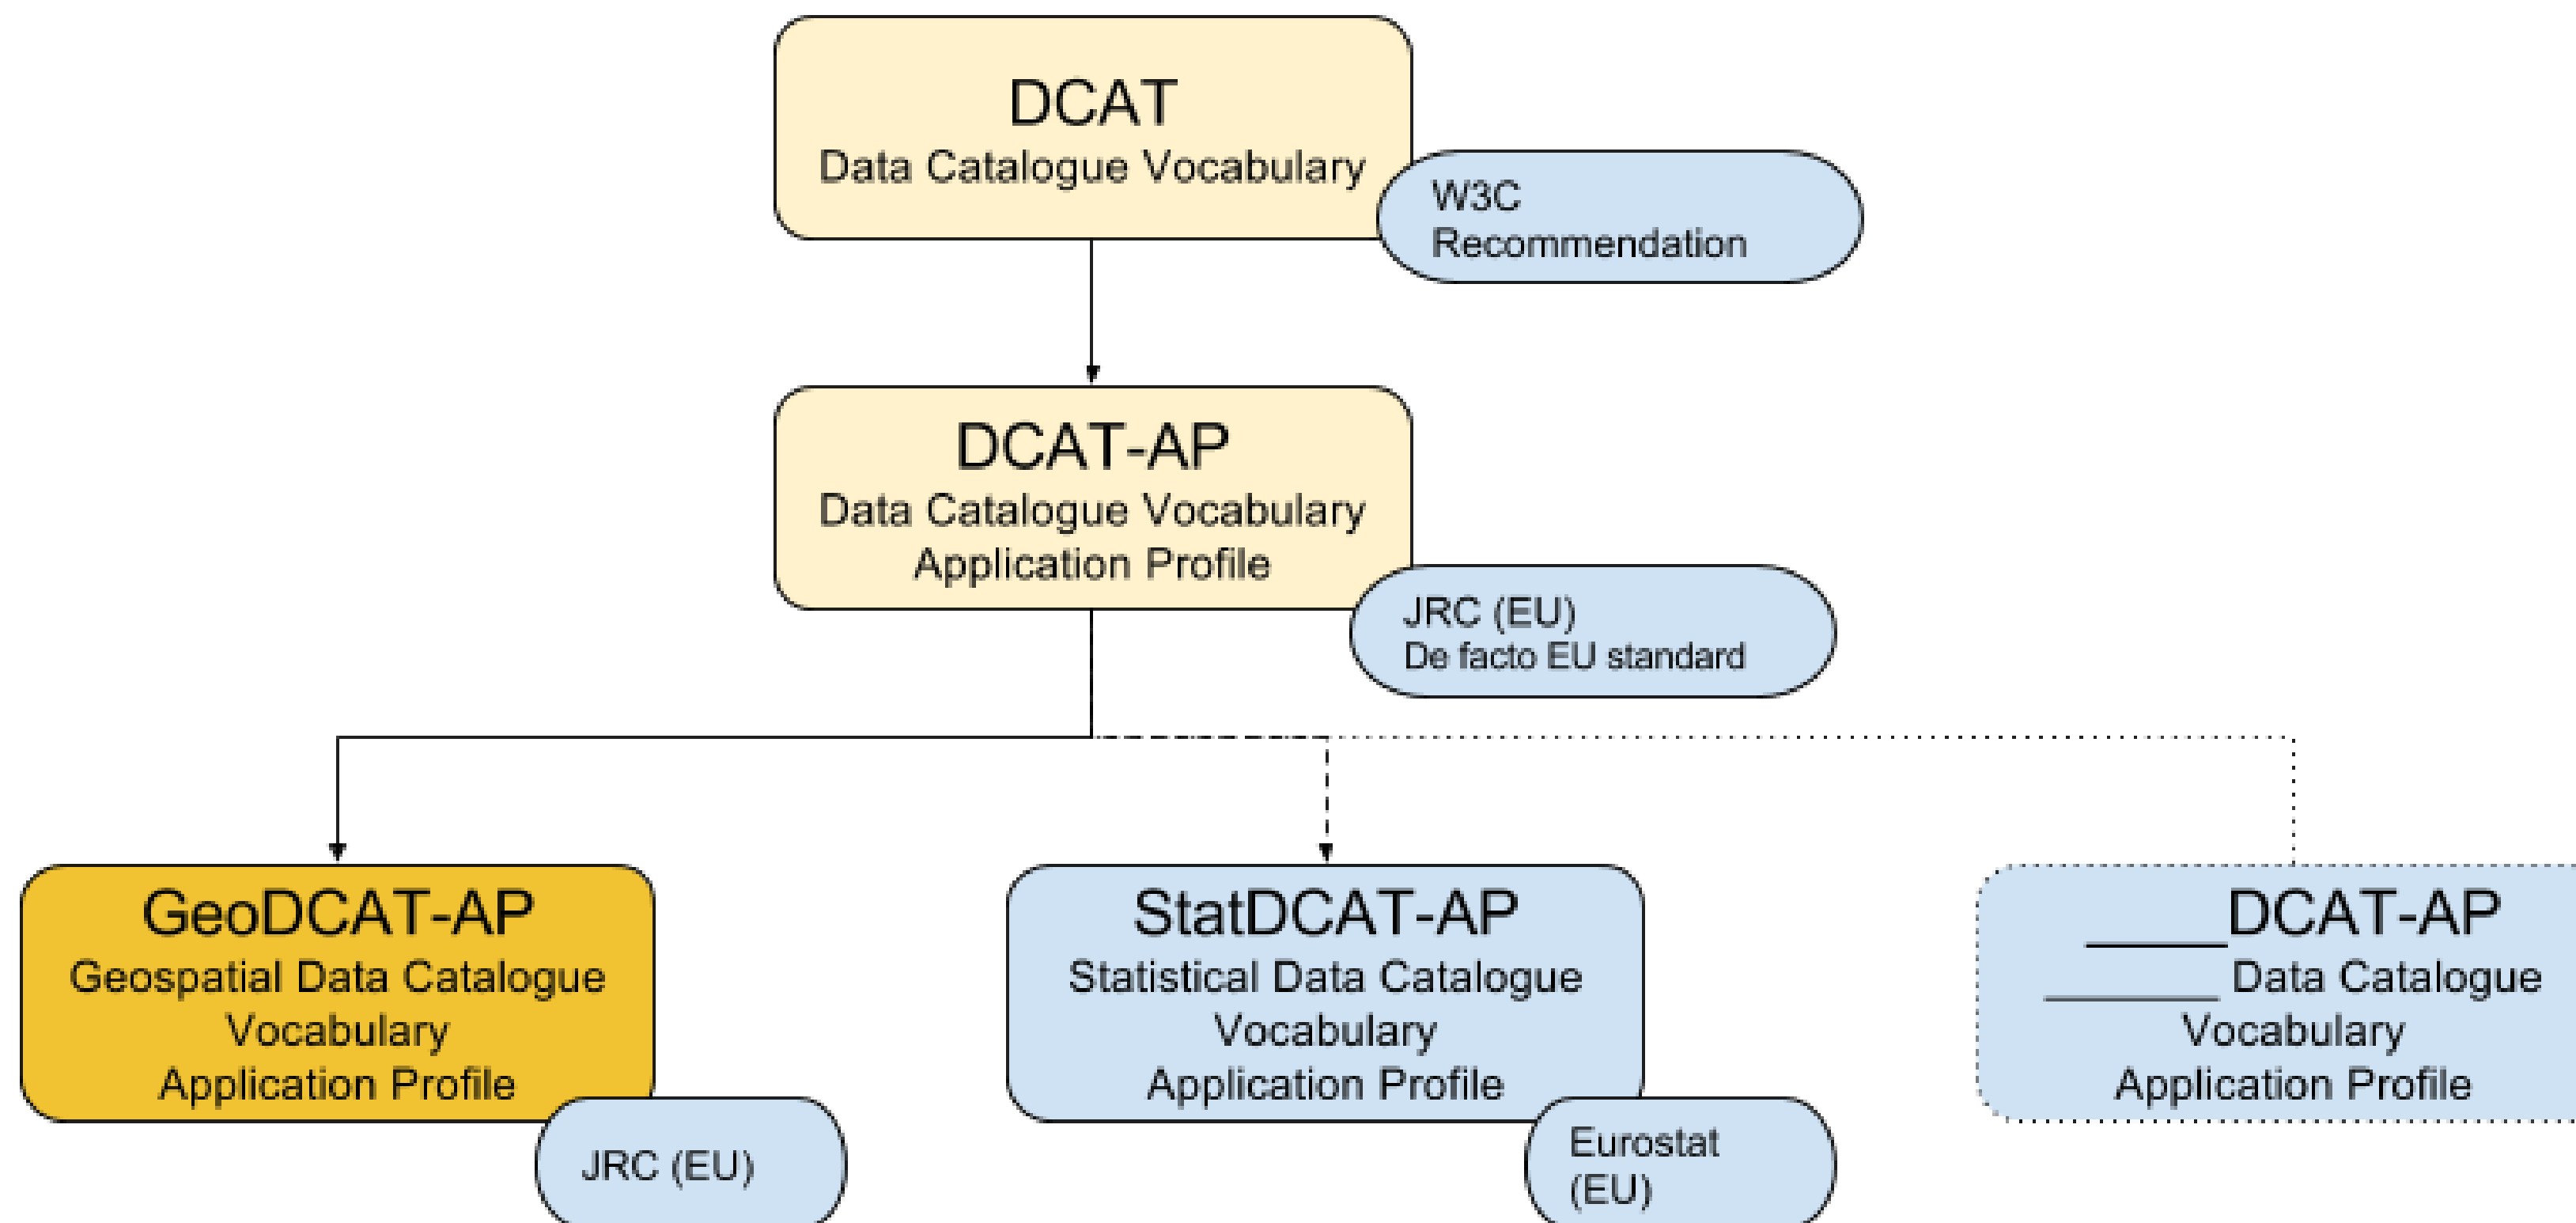 DCAT
Data Catalogue Vocabulary
W3C
Recommendation
DCAT-AP
Data Catalogue Vocabulary
Application Profile
JRC (EU)
De facto EU standard
GeoDCAT-AP
Geospatial Data Catalogue
Vocabulary
Application Profile
JRC (EU)
StatDCAT-AP
Statistical Data Catalogue
Vocabulary
Application Profile
Eurostat
(EU)
_____DCAT-AP
_______ Data Catalogue
Vocabulary
Application Profile